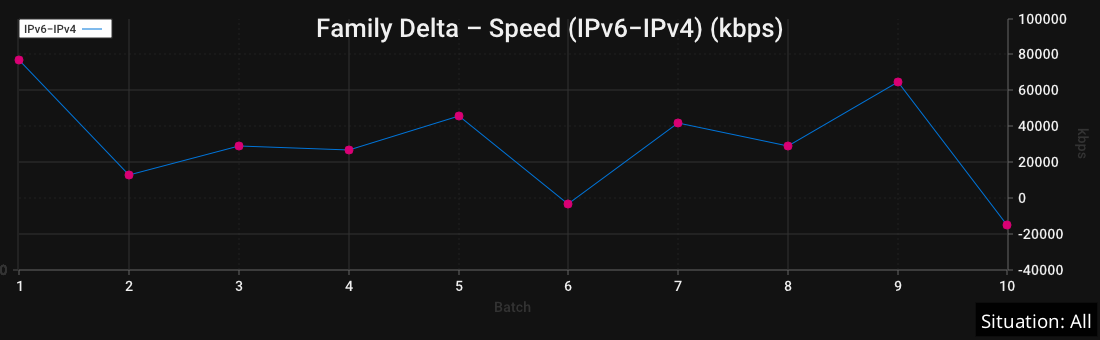 Family Delta – Speed (IPv6−IPv4) (kbps)
IPv6−IPv4
100000
80000
60000
40000
20000
0
-20000
-40000
kbps
0
1 2 3 4 5 6 7 8 9 10
Batch
Situation: All